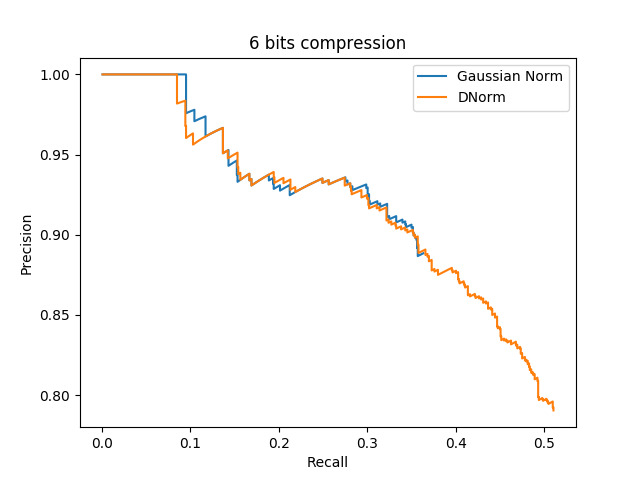 6 bits compression
Gaussian Norm
DNorm
1.00
0.95
0.90
0.85
0.80
Precision
0.0 0.1 0.2 0.3 0.4 0.5
Recall